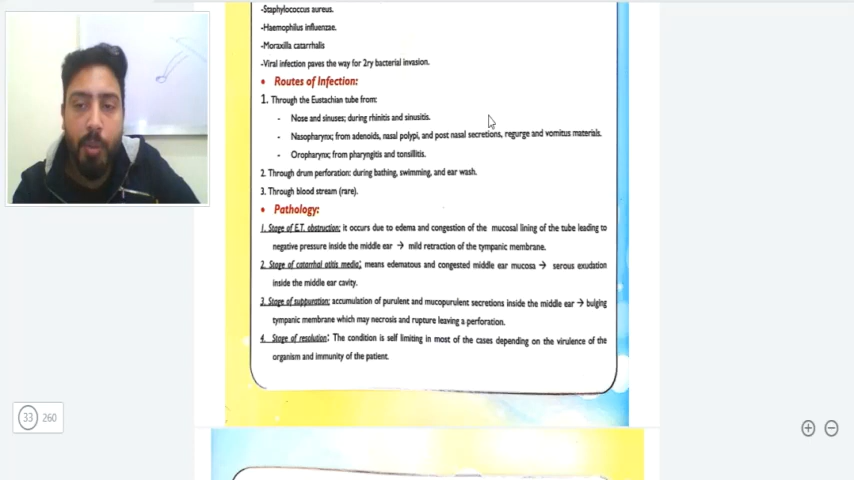 -Staphylococcus aureus.
-Haemophilus influenzae.
-Moraxilla catarrhalis
-Viral infection paves the way for 2ry bacterial invasion.
• Routes of Infection:
1. Through the Eustachian tube from:
- Nose and sinuses; during rhinitis and sinusitis.
- Nasopharynx; from adenoids, nasal polypi, and post nasal secretions, regurge and vomitus materials.
- Oropharynx; from pharyngitis and tonsillitis.
2. Through drum perforation: during bathing, swimming, and ear wash.
3. Through blood stream (rare).
• Pathology:
1. Stage of E.T. obstruction: it occurs due to edema and congestion of the mucosal lining of the tube leading to
negative pressure inside the middle ear → mild retraction of the tympanic membrane.
2. Stage of catarrhal otitis media: means edematous and congested middle ear mucosa → serous exudation
inside the middle ear cavity.
3. Stage of suppuration: accumulation of purulent and mucopurulent secretions inside the middle ear → bulging
tympanic membrane which may necrosis and rupture leaving a perforation.
4. Stage of resolution: The condition is self limiting in most of the cases depending on the virulence of the
organism and immunity of the patient.
33 260